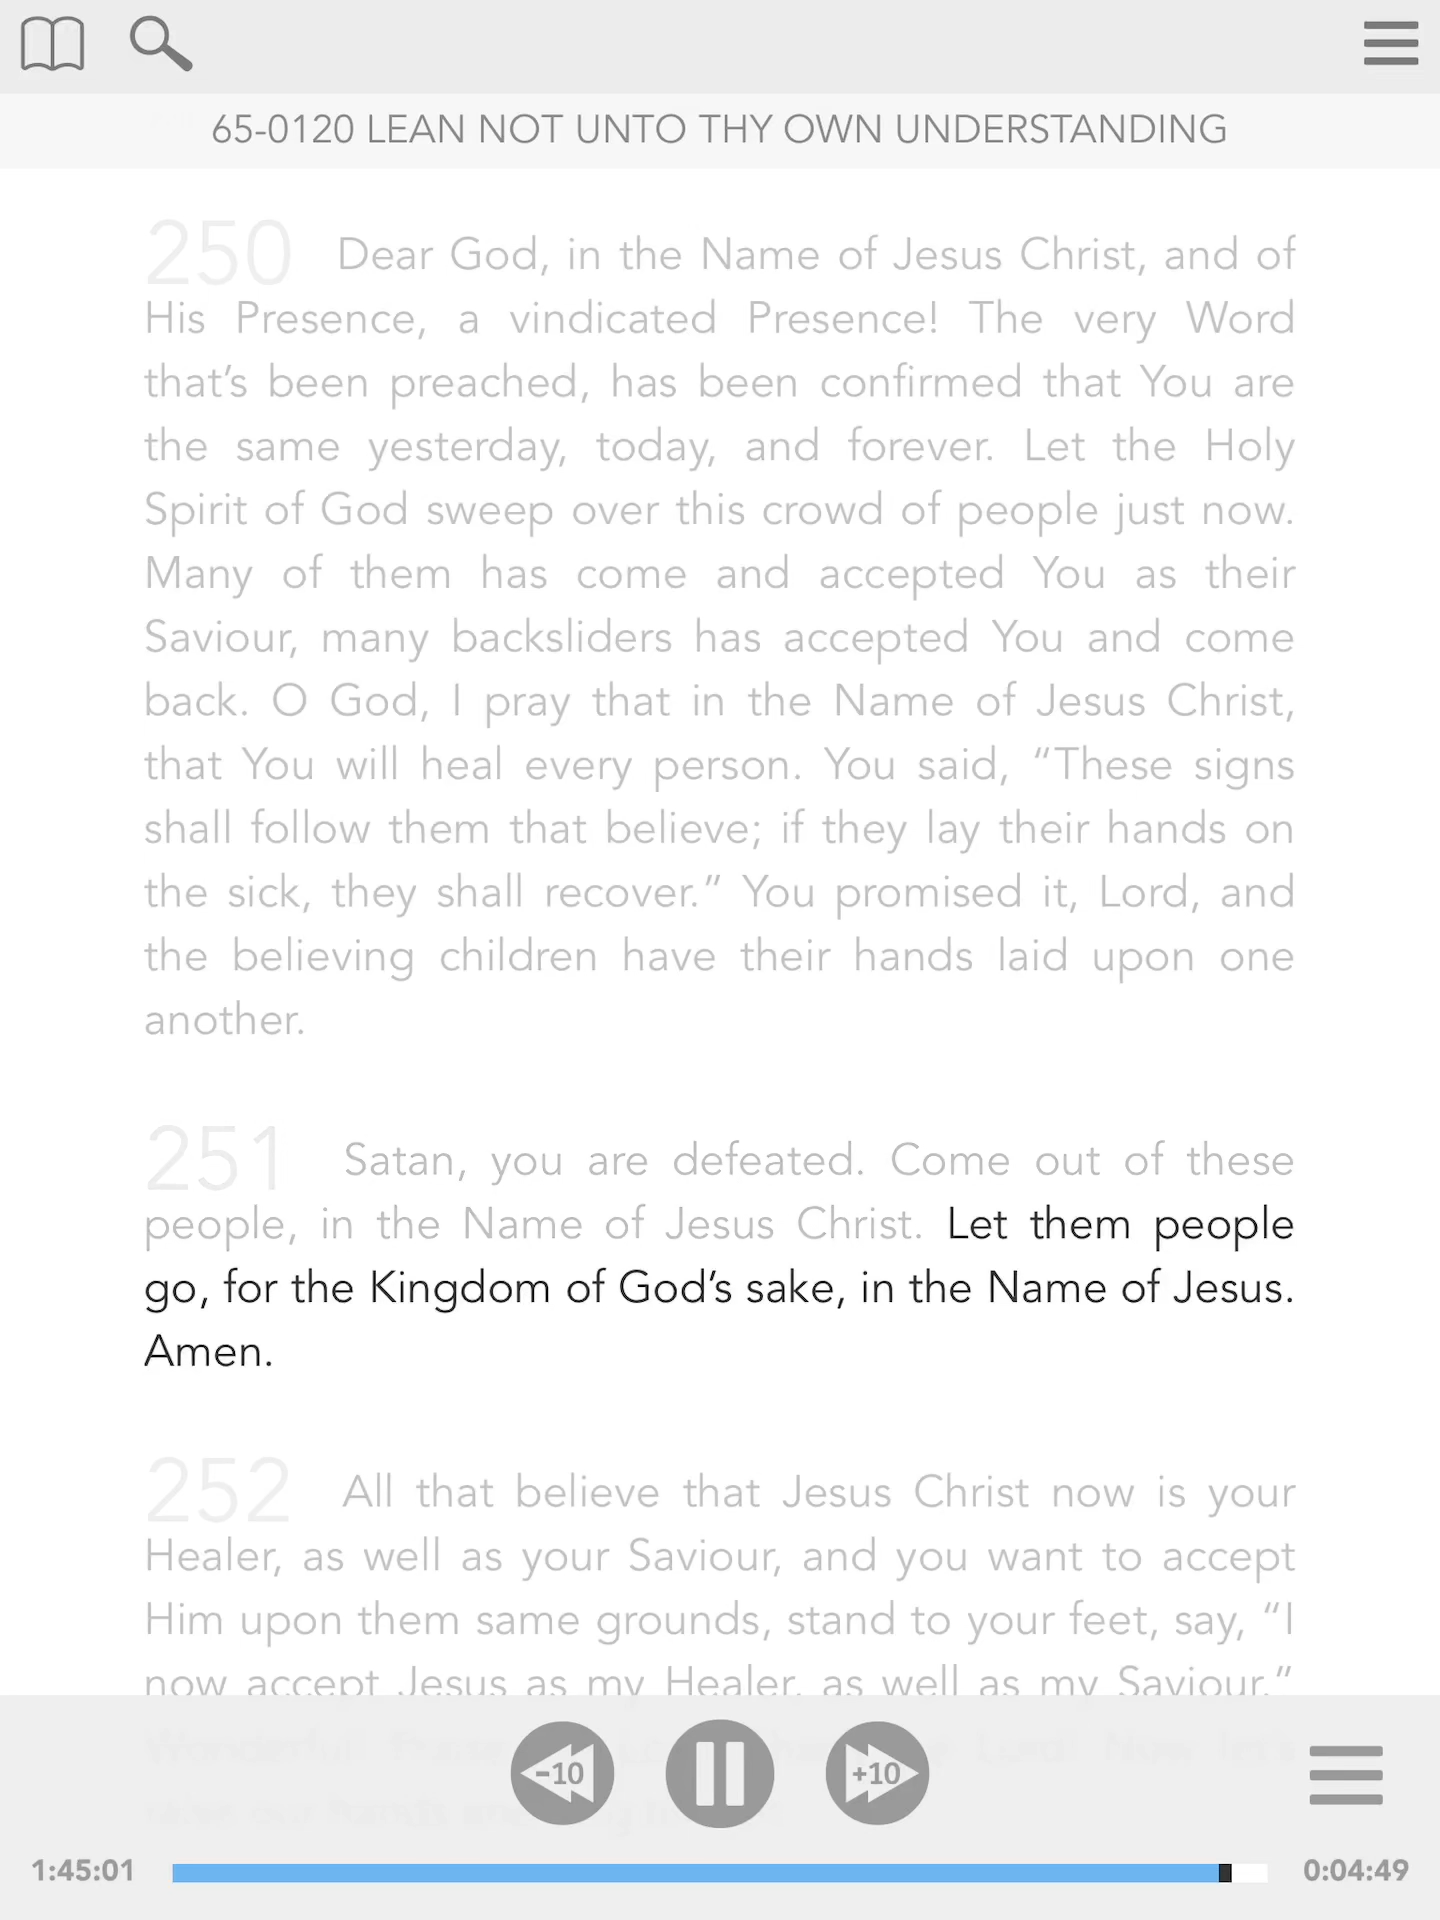 65-0120 LEAN NOT UNTO THY OWN UNDERSTANDING
250 Dear God, in the Name of Jesus Christ, and of
His Presence, a vindicated Presence! The very Word
that’s been preached, has been confirmed that You are
the same yesterday, today, and forever. Let the Holy
Spirit of God sweep over this crowd of people just now.
Many of them has come and accepted You as their
Saviour, many backsliders has accepted You and come
back. O God, I pray that in the Name of Jesus Christ,
that You will heal every person. You said, “These signs
shall follow them that believe; if they lay their hands on
the sick, they shall recover.” You promised it, Lord, and
the believing children have their hands laid upon one
another.
251 Satan, you are defeated. Come out of these
people, in the Name of Jesus Christ. Let them people
go, for the Kingdom of God’s sake, in the Name of Jesus.
Amen.
252 All that believe that Jesus Christ now is your
Healer, as well as your Saviour, and you want to accept
Him upon them same grounds, stand to your feet, say, “I
now accept Jesus as my Healer, as well as my Saviour.”
-10 +10
1:45:01 0:04:49